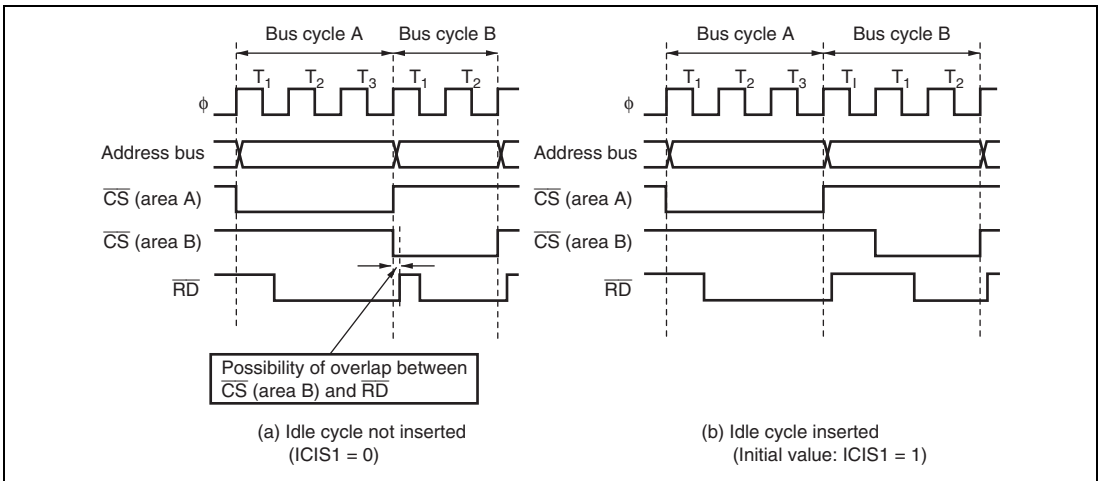 Bus cycle A Bus cycle B
T1 T2 T3 T1 T2
ϕ
Address bus
CS (area A)
CS (area B)
RD
Possibility of overlap between
CS (area B) and RD
(a) Idle cycle not inserted
(ICIS1 = 0)
Bus cycle A Bus cycle B
T1 T2 T3 TI T1 T2
ϕ
Address bus
CS (area A)
CS (area B)
RD
(b) Idle cycle inserted
(Initial value: ICIS1 = 1)